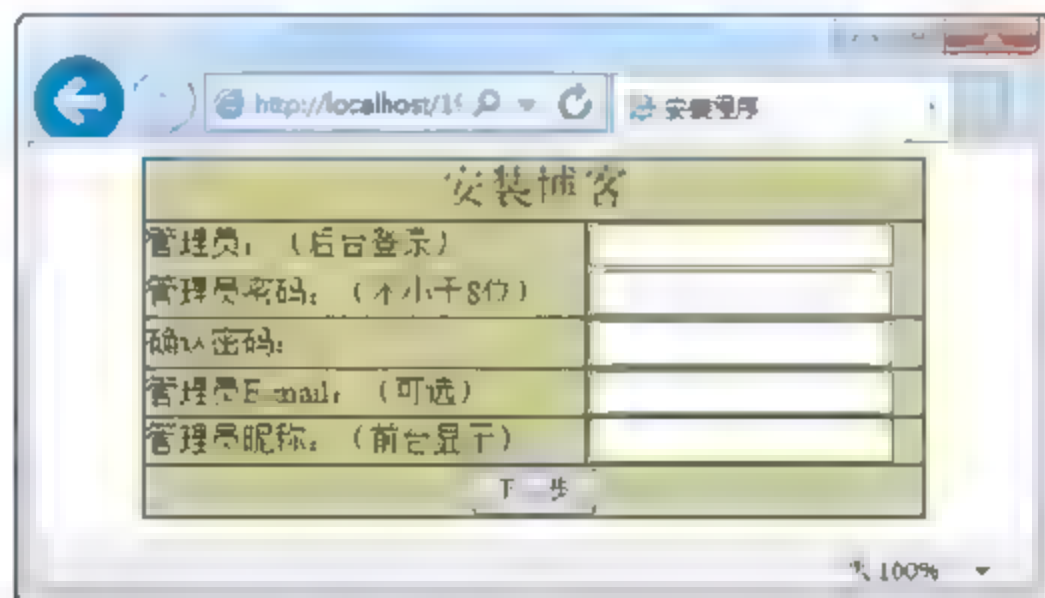 http://localhost/19
安装程序
安装博客
管理员：（后台登录）
管理员密码：（不小于8位）
确认密码：
管理员E-mail：（可选）
管理员昵称：（前台显示）
下一步
100%